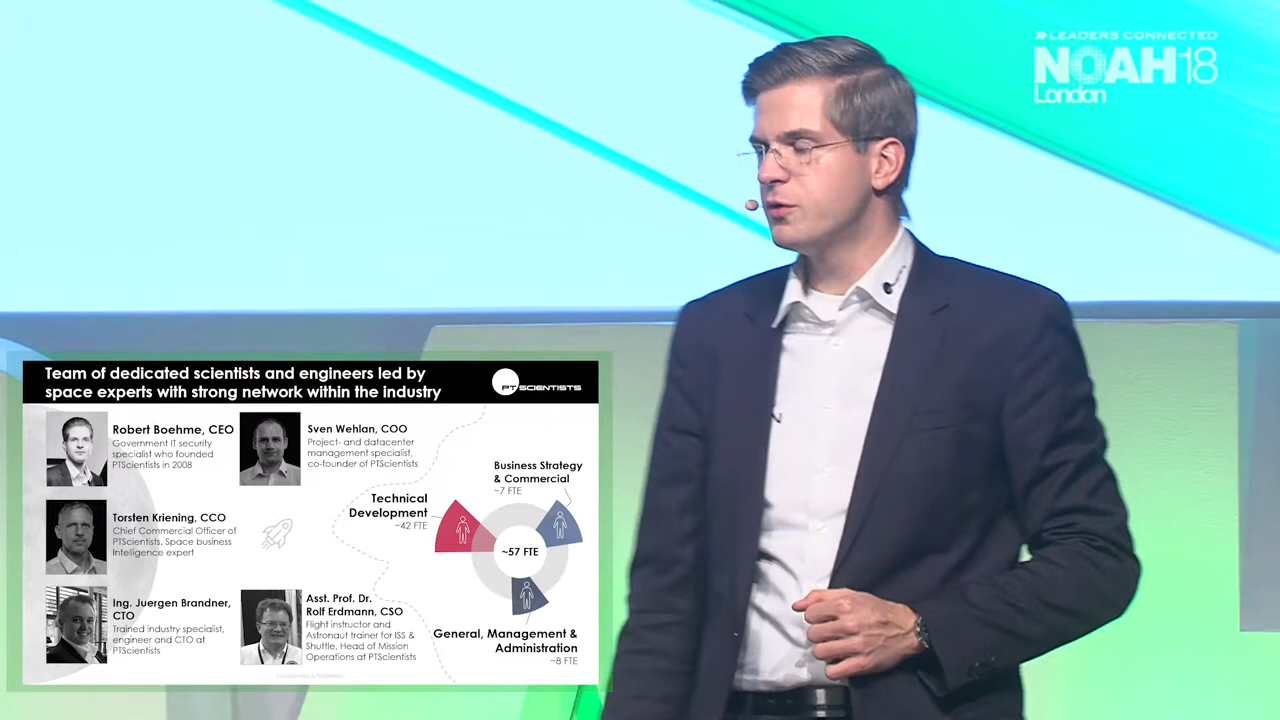 LEADERS CONNECTED
NOAH18
London
Team of dedicated scientists and engineers led by
space experts with strong network within the industry
PTSCIENTISTS
Robert Boehme, CEO
Government IT security
specialist who founded
PTScientists in 2008
Sven Wehlan, COO
Project- and datacenter
management specialist,
co-founder of PTScientists
Torsten Kriening, CCO
Chief Commercial Officer of
PTScientists. Space business
Intelligence expert
Ing. Juergen Brandner,
CTO
Trained industry specialist,
engineer and CTO at
PTScientists
Asst. Prof. Dr.
Rolf Erdmann, CSO
Flight instructor and
Astronaut trainer for ISS &
Shuttle, Head of Mission
Operations at PTScientists
Business Strategy
& Commercial
~7 FTE
Technical
Development
~42 FTE
~57 FTE
General, Management &
Administration
~8 FTE